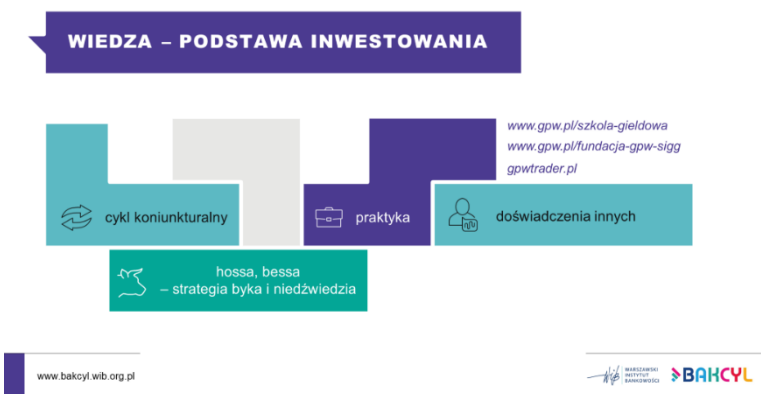 WIEDZA – PODSTAWA INWESTOWANIA
www.gpw.pl/szkola-gieldowa
www.gpw.pl/fundacja-gpw-sigg
gpwtrader.pl
cykl koniunkturalny
praktyka
doświadczenia innych
hossa, bessa
– strategia byka i niedźwiedzia
www.bakcyl.wib.org.pl
wib
WARSZAWSKI
INSTYTUT
BANKOWOŚCI
BAKCYL